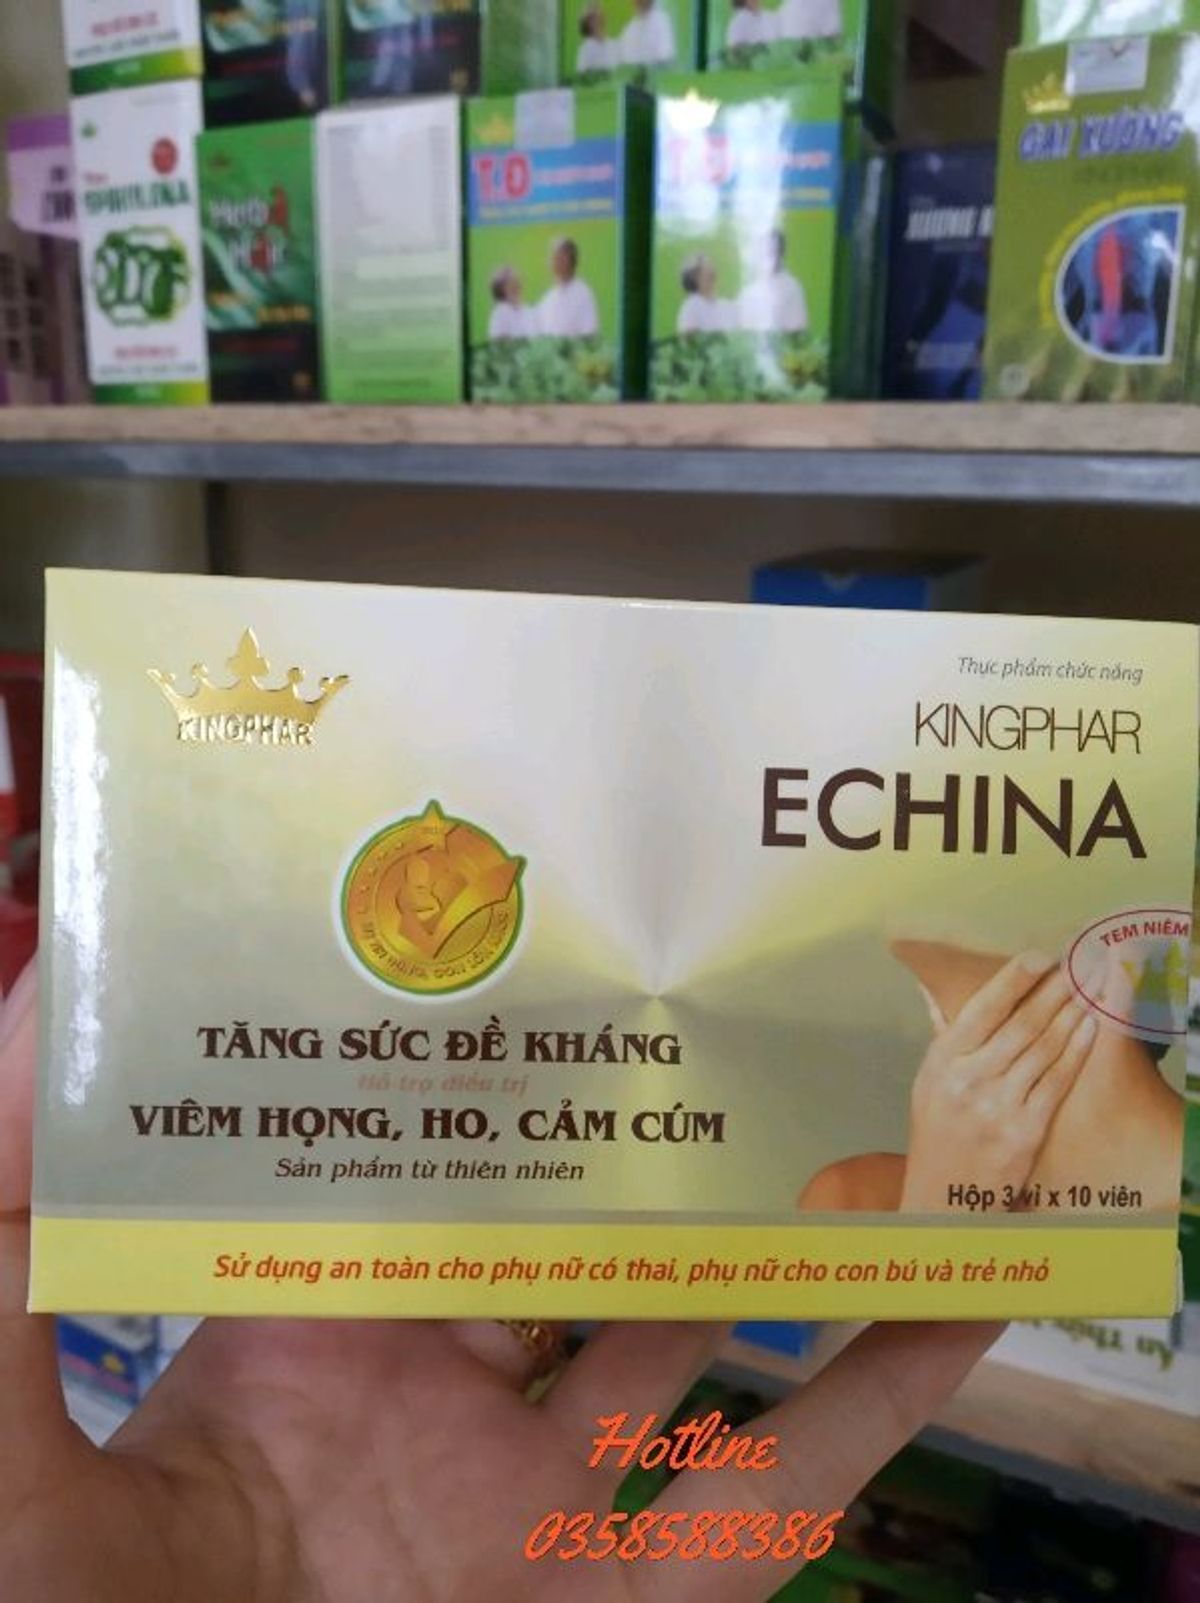 SPIRULINA
Herb
Hair
T.Đ
T.Đ
GAI XƯƠNG
KINGPHAR
Thực phẩm chức năng
KINGPHAR
ECHINA
TEM NIÊM
TĂNG SỨC ĐỀ KHÁNG
Hỗ trợ điều trị
VIÊM HỌNG, HO, CẢM CÚM
Sản phẩm từ thiên nhiên
Hộp 3 vỉ x 10 viên
Sử dụng an toàn cho phụ nữ có thai, phụ nữ cho con bú và trẻ nhỏ
Hotline
0358588386